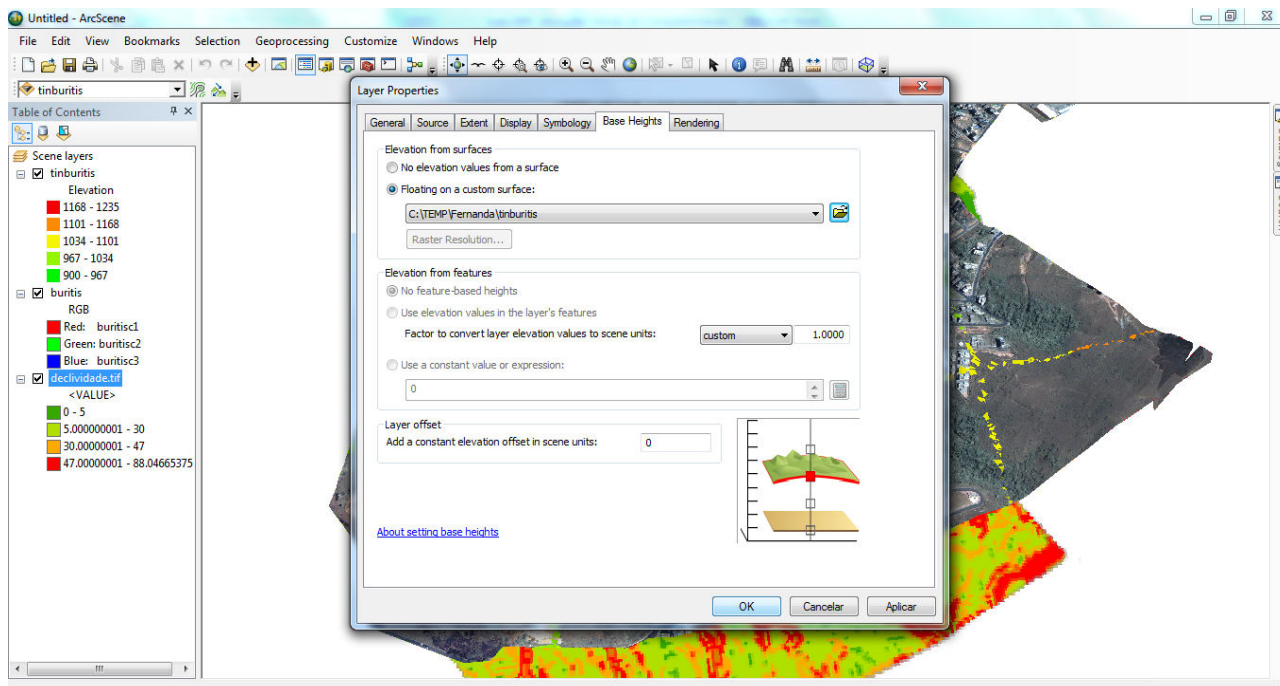 Untitled - ArcScene
File Edit View Bookmarks Selection Geoprocessing Customize Windows Help
tinburitis
Table of Contents
Scene layers
tinburitis
Elevation
1168 - 1235
1101 - 1168
1034 - 1101
967 - 1034
900 - 967
buritis
RGB
Red: buritisc1
Green: buritisc2
Blue: buritisc3
declividade.tif
<VALUE>
0 - 5
5.000000001 - 30
30.00000001 - 47
47.00000001 - 88.04665375
Layer Properties
General Source Extent Display Symbology Base Heights Rendering
Elevation from surfaces
No elevation values from a surface
Floating on a custom surface:
C:\TEMP\Fernanda\tinburitis
Raster Resolution...
Elevation from features
No feature-based heights
Use elevation values in the layer's features
Factor to convert layer elevation values to scene units: custom 1.0000
Use a constant value or expression:
0
Layer offset
Add a constant elevation offset in scene units: 0
About setting base heights
OK Cancelar Aplicar